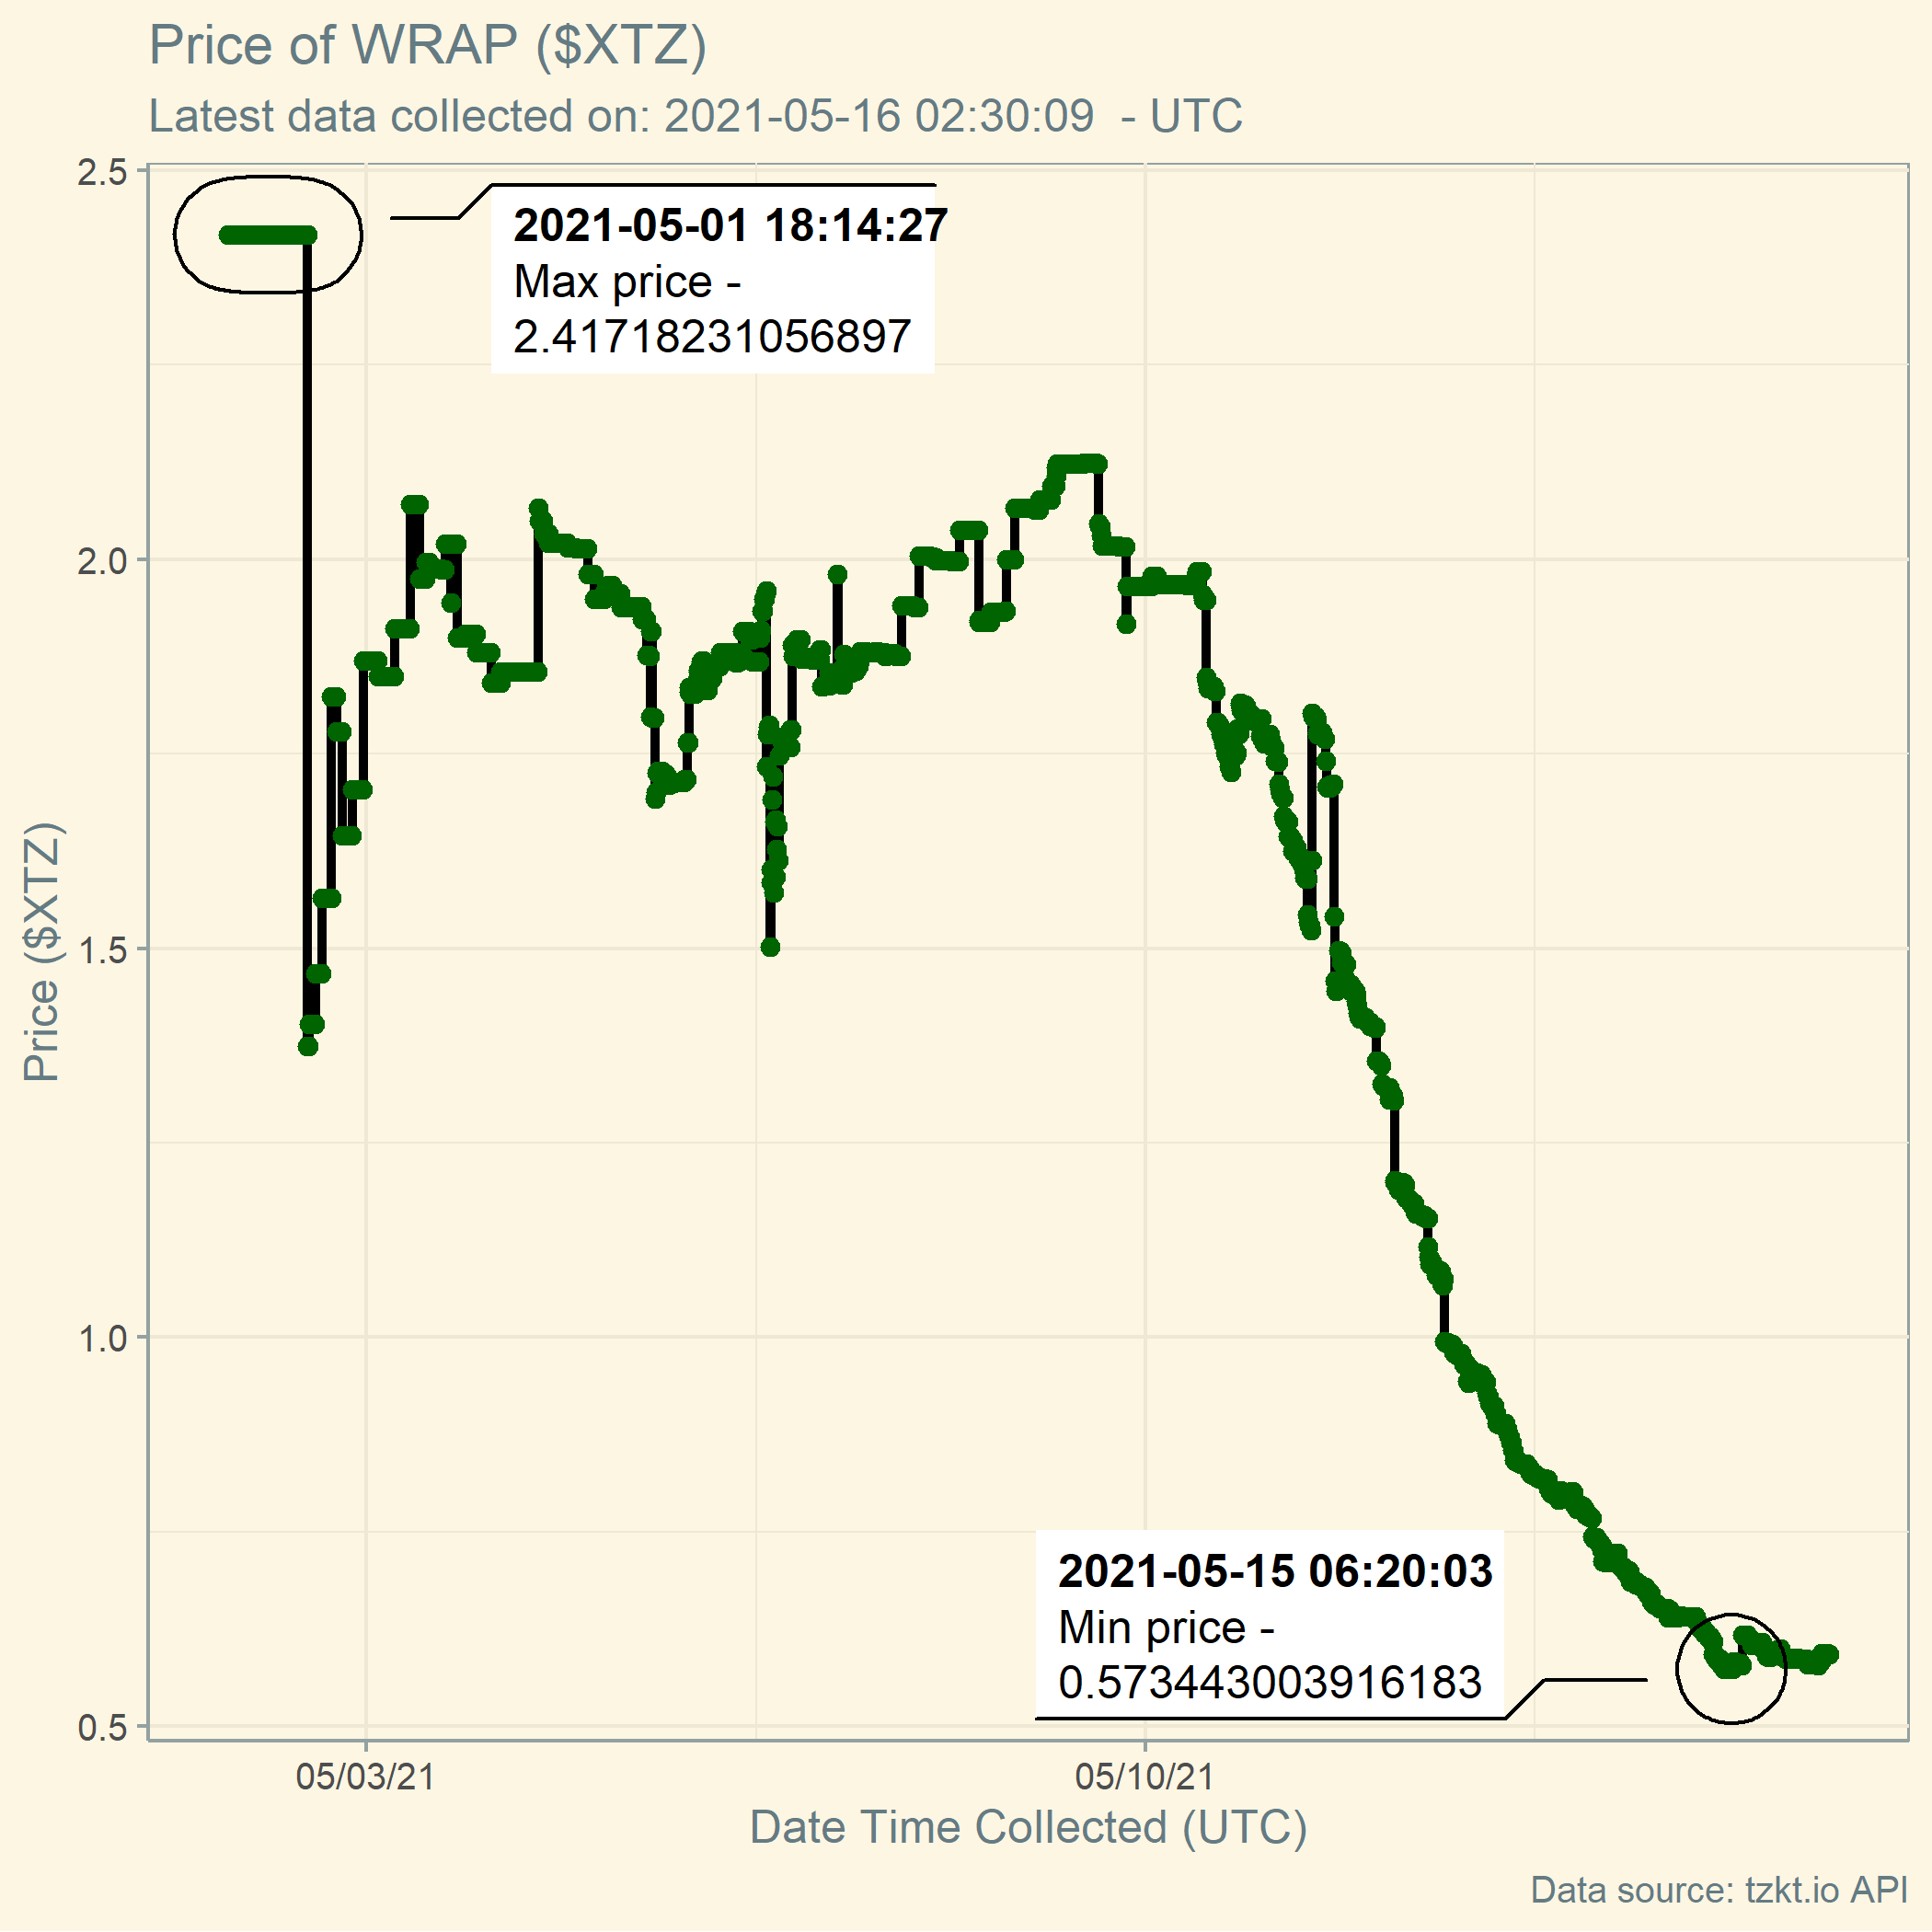 Price of WRAP ($XTZ)
Latest data collected on: 2021-05-16 02:30:09  - UTC
2.5
2021-05-01 18:14:27
Max price -
2.41718231056897
2.0
Price ($XTZ)
1.5
1.0
2021-05-15 06:20:03
Min price -
0.573443003916183
0.5
05/03/21
05/10/21
Date Time Collected (UTC)
Data source: tzkt.io API